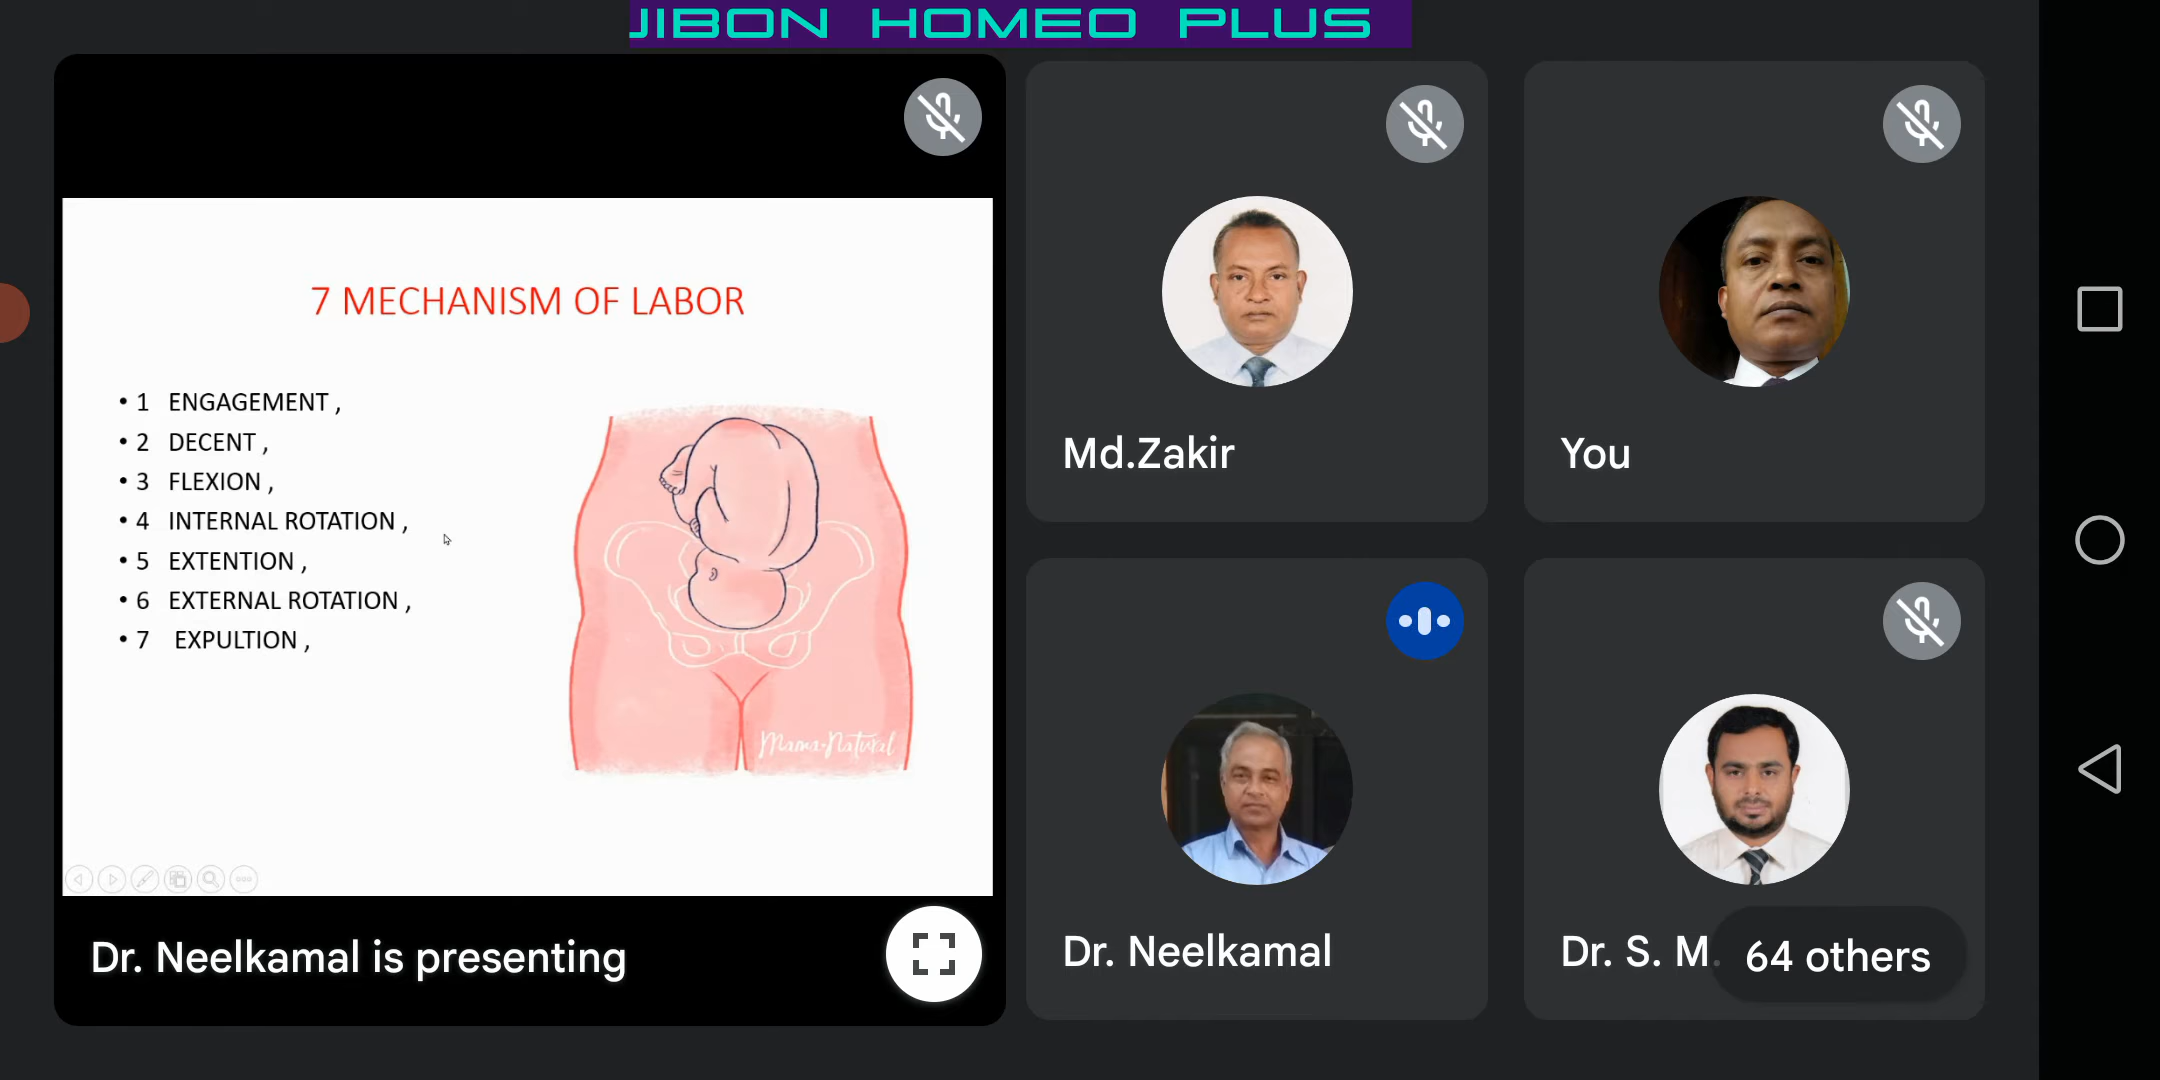 JIBON HOMEO PLUS
7 MECHANISM OF LABOR
• 1 ENGAGEMENT ,
• 2 DECENT ,
• 3 FLEXION ,
• 4 INTERNAL ROTATION ,
• 5 EXTENTION ,
• 6 EXTERNAL ROTATION ,
• 7 EXPULTION ,
Mama Natural
Dr. Neelkamal is presenting
Md.Zakir
You
Dr. Neelkamal
Dr. S. M.
64 others